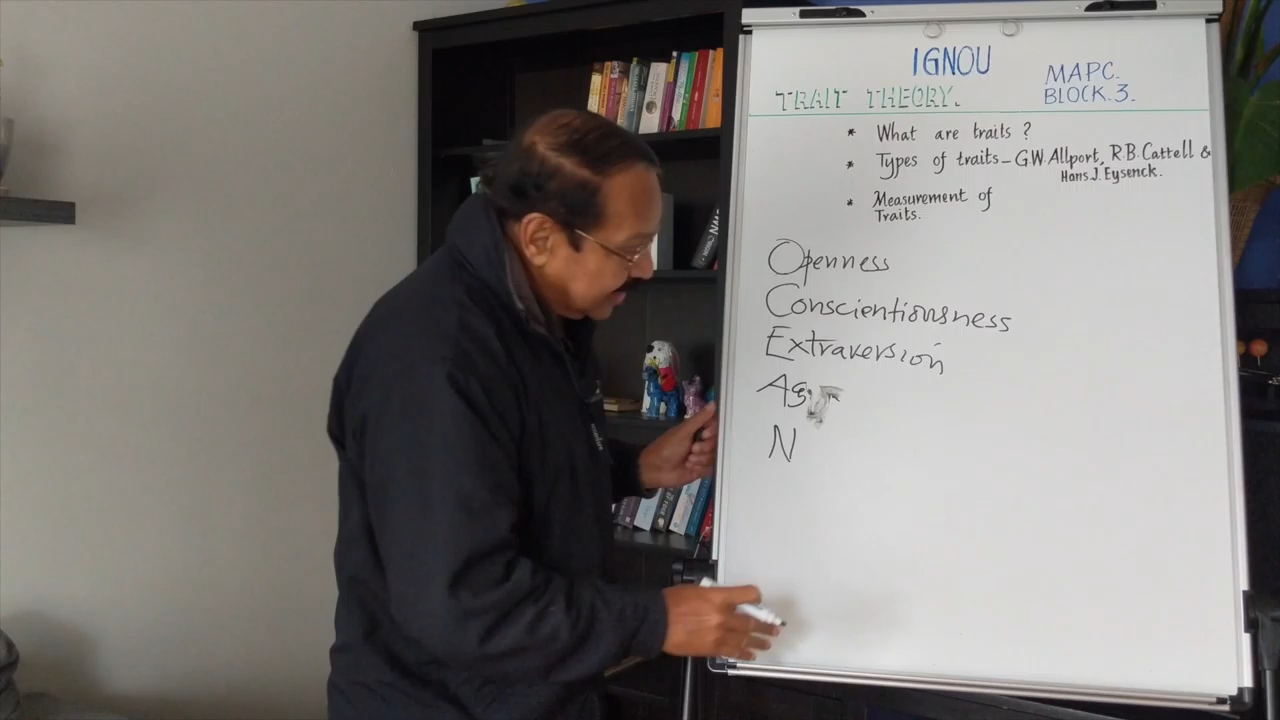 IGNOU
MAPC.
TRAIT THEORY.
BLOCK.3.
* What are traits ?
* Types of traits - G.W. Allport, R.B. Cattell &
Hans. J. Eysenck.
* Measurement of
Traits.
Openness
Conscientiousness
Extraversion
Ag
N